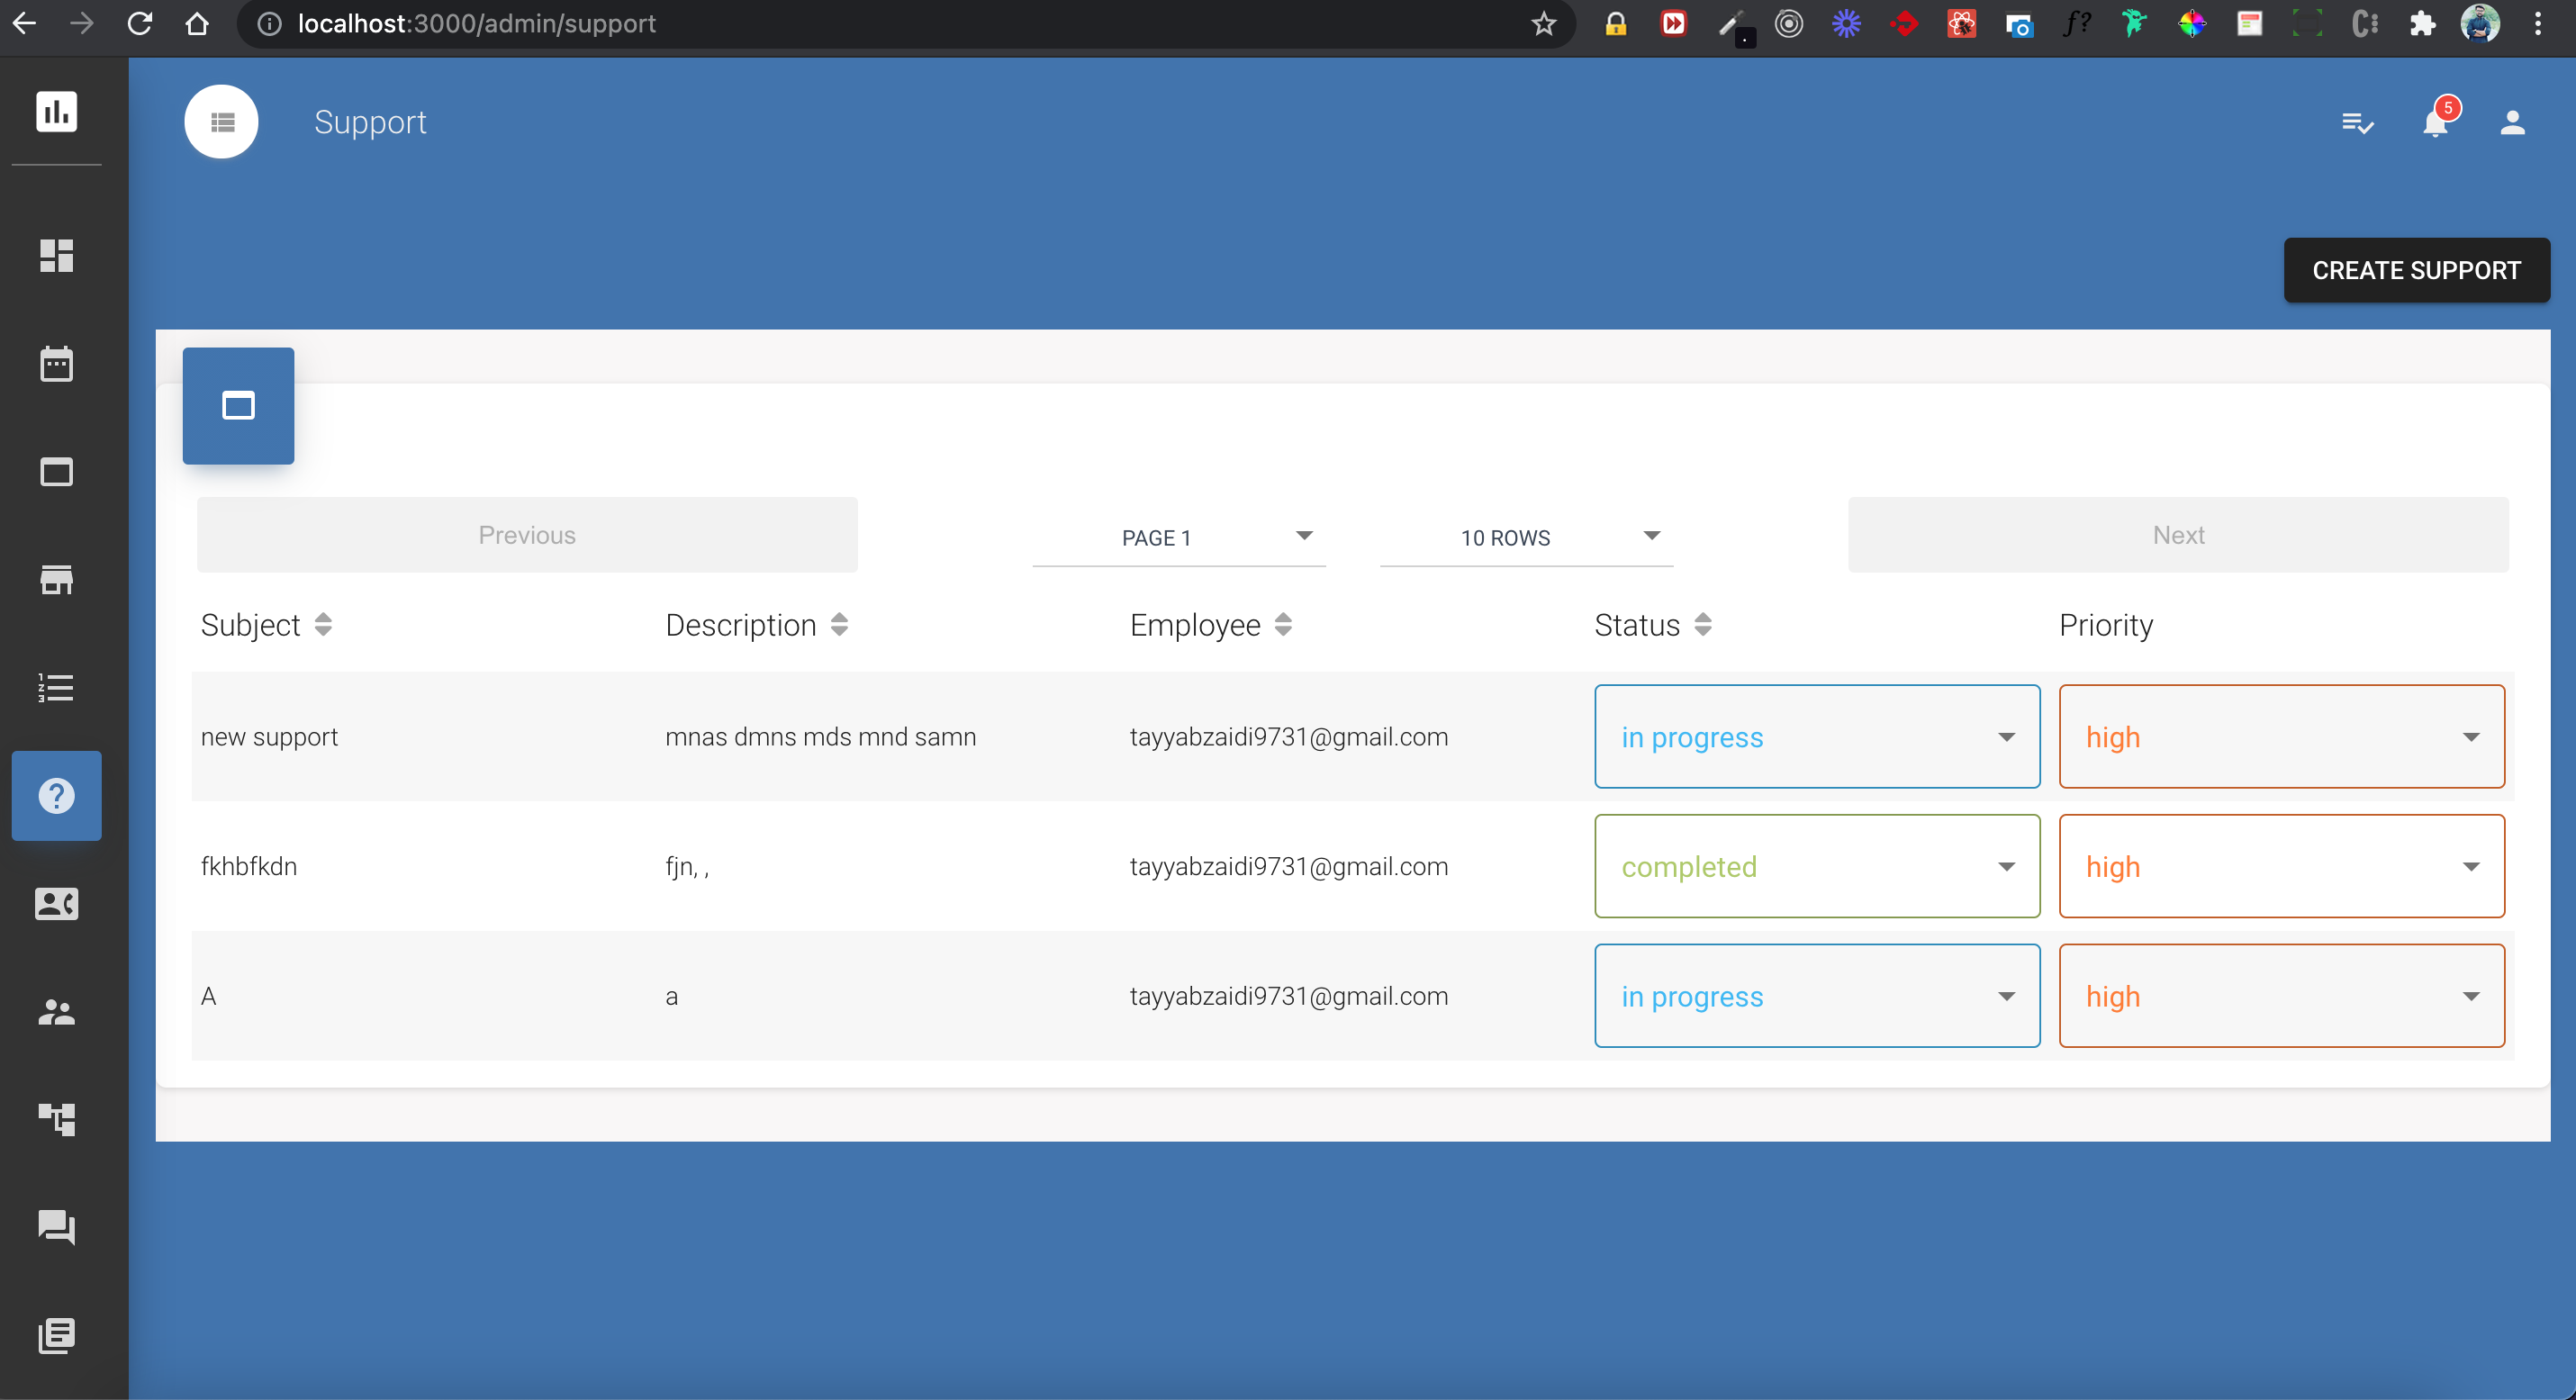 localhost:3000/admin/support
f?
C:
Support
5
CREATE SUPPORT
Previous
PAGE 1
10 ROWS
Next
Subject
Description
Employee
Status
Priority
new support
mnas dmns mds mnd samn
tayyabzaidi9731@gmail.com
in progress
high
fkhbfkdn
fjn, ,
tayyabzaidi9731@gmail.com
completed
high
A
a
tayyabzaidi9731@gmail.com
in progress
high